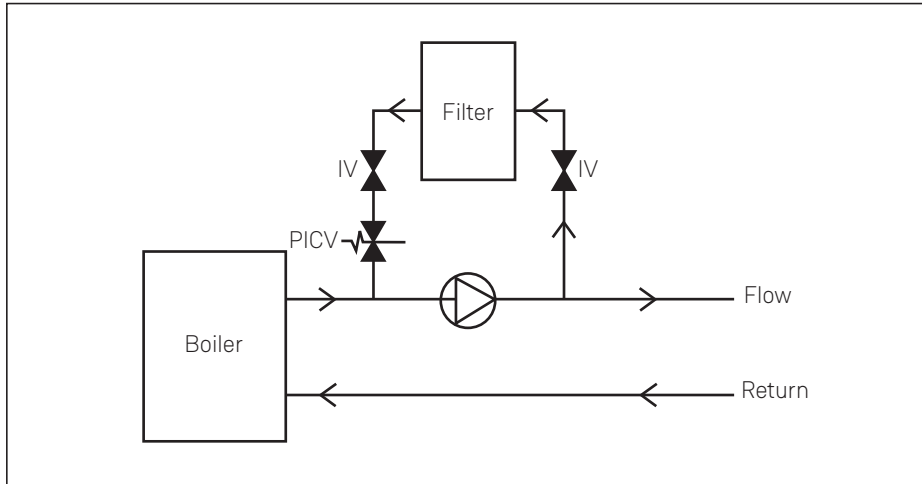 Filter
IV
IV
PICV
Flow
Boiler
Return